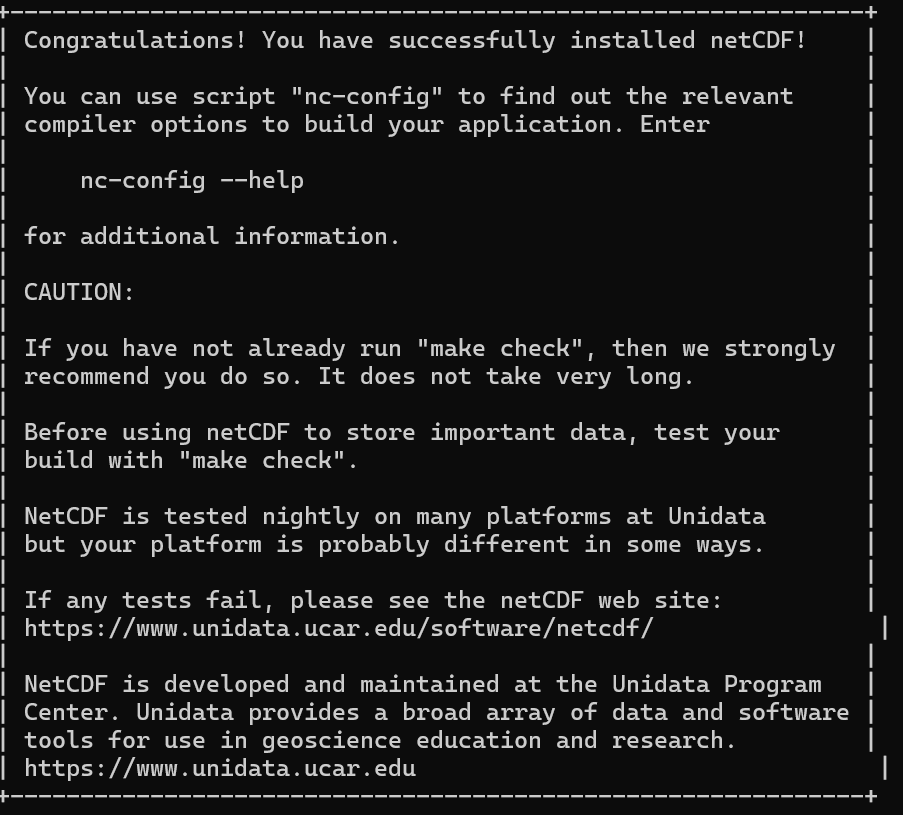 +-------------------------------------------------------------+
| Congratulations! You have successfully installed netCDF!    |
|                                                             |
| You can use script "nc-config" to find out the relevant     |
| compiler options to build your application. Enter           |
|                                                             |
|     nc-config --help                                        |
|                                                             |
| for additional information.                                 |
|                                                             |
| CAUTION:                                                    |
|                                                             |
| If you have not already run "make check", then we strongly  |
| recommend you do so. It does not take very long.            |
|                                                             |
| Before using netCDF to store important data, test your      |
| build with "make check".                                    |
|                                                             |
| NetCDF is tested nightly on many platforms at Unidata       |
| but your platform is probably different in some ways.       |
|                                                             |
| If any tests fail, please see the netCDF web site:          |
| https://www.unidata.ucar.edu/software/netcdf/                |
|                                                             |
| NetCDF is developed and maintained at the Unidata Program   |
| Center. Unidata provides a broad array of data and software |
| tools for use in geoscience education and research.         |
| https://www.unidata.ucar.edu                                 |
+-------------------------------------------------------------+